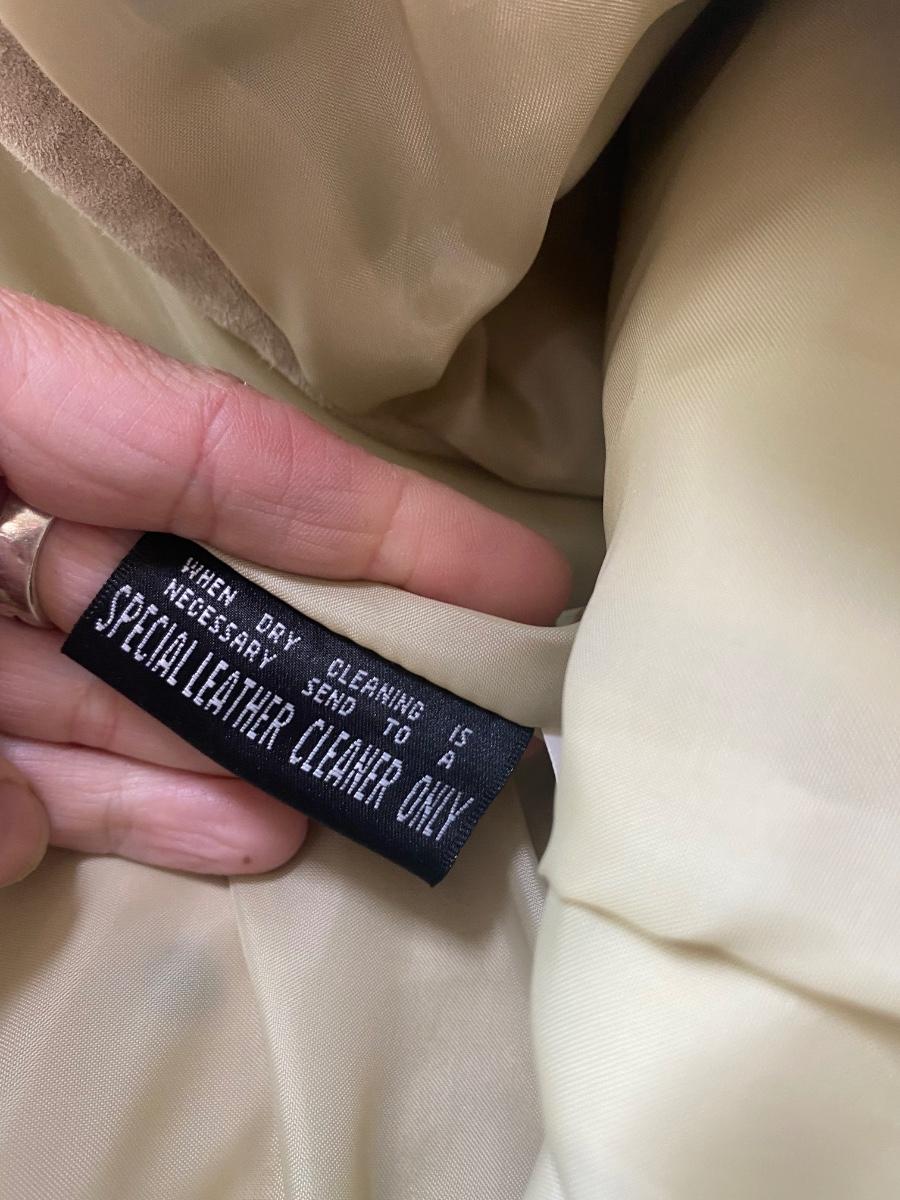 WHEN DRY CLEANING IS
NECESSARY SEND TO A
SPECIAL LEATHER CLEANER ONLY